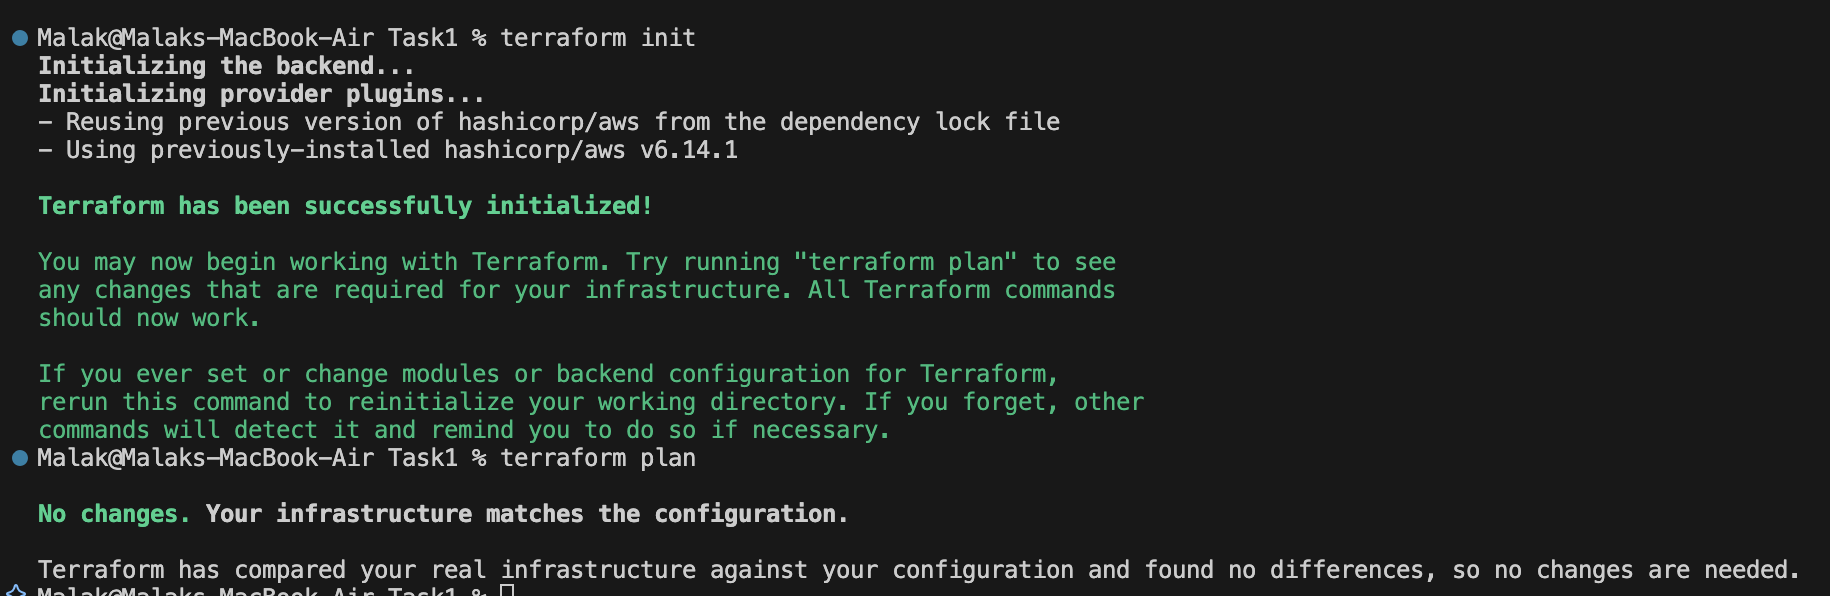 Malak@Malaks-MacBook-Air Task1 % terraform init
Initializing the backend...
Initializing provider plugins...
- Reusing previous version of hashicorp/aws from the dependency lock file
- Using previously-installed hashicorp/aws v6.14.1
Terraform has been successfully initialized!
You may now begin working with Terraform. Try running "terraform plan" to see
any changes that are required for your infrastructure. All Terraform commands
should now work.
If you ever set or change modules or backend configuration for Terraform,
rerun this command to reinitialize your working directory. If you forget, other
commands will detect it and remind you to do so if necessary.
Malak@Malaks-MacBook-Air Task1 % terraform plan
No changes. Your infrastructure matches the configuration.
Terraform has compared your real infrastructure against your configuration and found no differences, so no changes are needed.
Malak@Malaks-MacBook-Air Task1 %